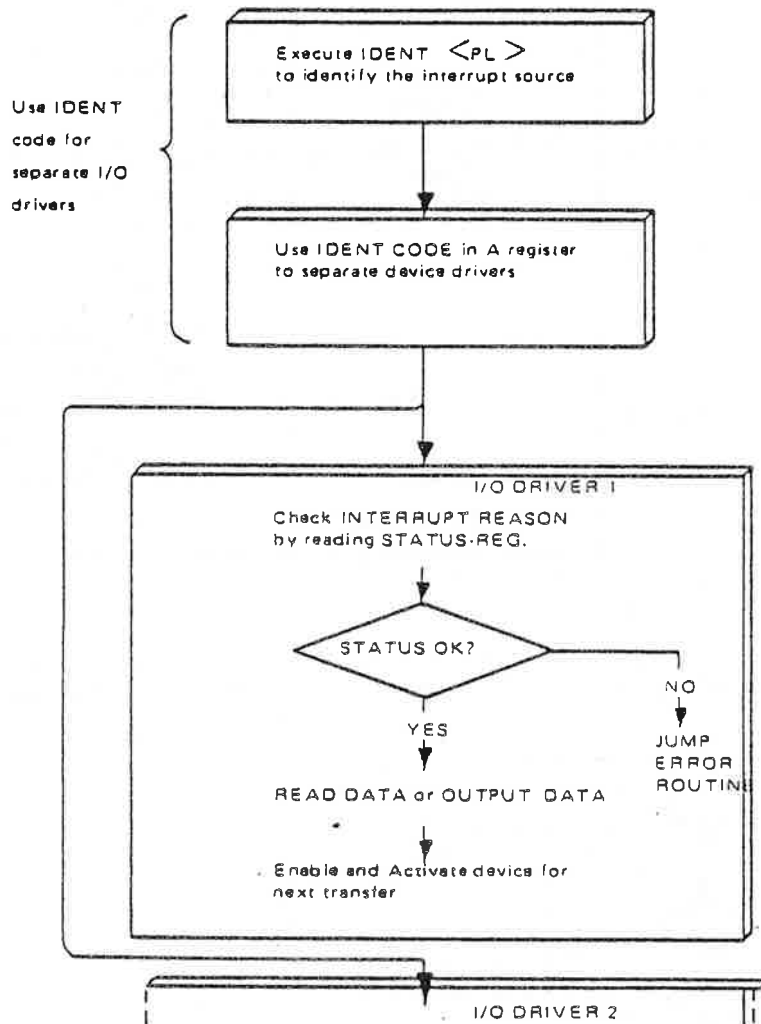 Execute IDENT <PL>
to identify the interrupt source
Use IDENT
code for
separate I/O
drivers
Use IDENT CODE in A register
to separate device drivers
I/O DRIVER 1
Check INTERRUPT REASON
by reading STATUS-REG.
STATUS OK?
NO
YES
JUMP
ERROR
ROUTINE
READ DATA or OUTPUT DATA
Enable and Activate device for
next transfer
I/O DRIVER 2